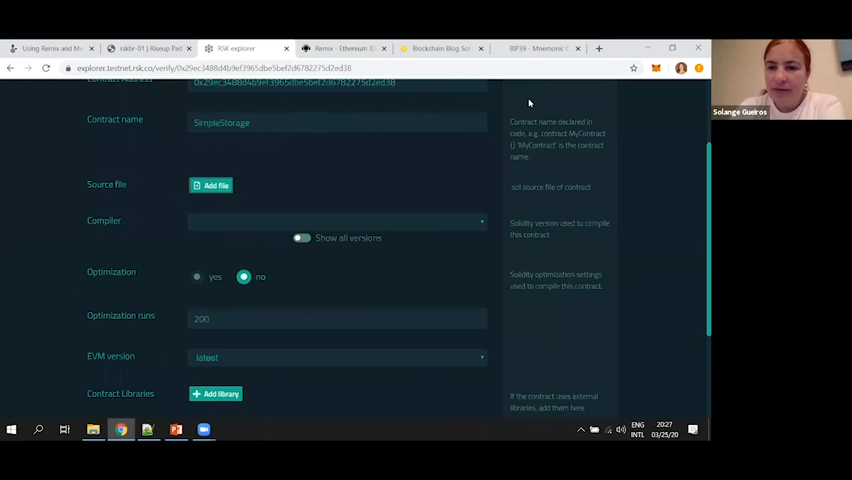 Using Remix and Me
rskbr-01 | Riseup Pad
RSK explorer
Remix - Ethereum ID
Blockchain Blog Sol
BIP39 - Mnemonic C
explorer.testnet.rsk.co/verify/0x29ec3488d4b9ef3965dbe5bef2d6782275d2ed38
Contract Address
0x29ec3488d4b9ef3965dbe5bef2d6782275d2ed38
Contract name
SimpleStorage
Contract name declared in
code, e.g. contract MyContract
{} 'MyContract' is the contract
name.
Source file
Add file
.sol source file of contract
Compiler
Show all versions
Solidity version used to compile
this contract
Optimization
yes
no
Solidity optimization settings
used to compile this contract.
Optimization runs
200
EVM version
latest
Contract Libraries
Add library
If the contract uses external
libraries, add them here
Solange Gueiros
ENG
INTL
20:27
03/25/20